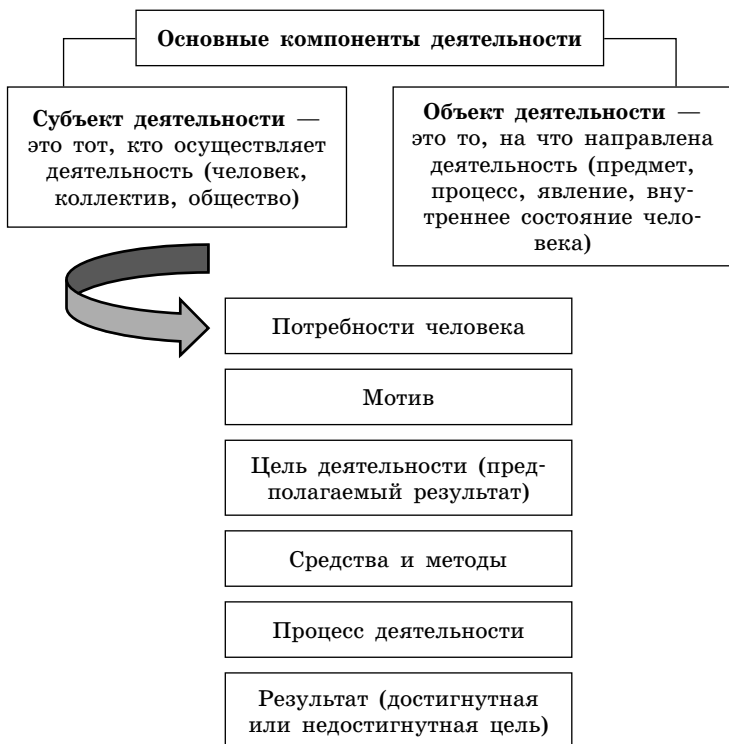 Основные компоненты деятельности
Субъект деятельности —
это тот, кто осуществляет
деятельность (человек,
коллектив, общество)
Объект деятельности —
это то, на что направлена
деятельность (предмет,
процесс, явление, вну-
треннее состояние чело-
века)
Потребности человека
Мотив
Цель деятельности (пред-
полагаемый результат)
Средства и методы
Процесс деятельности
Результат (достигнутая
или недостигнутая цель)